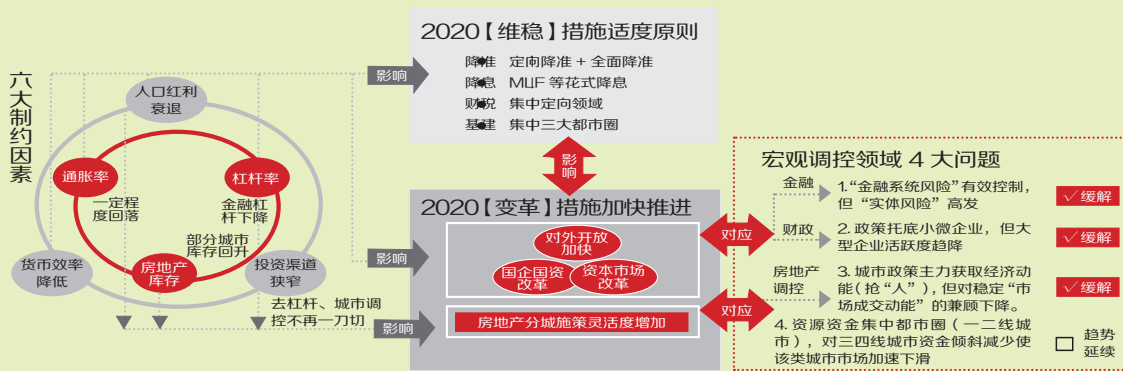 六大制约因素
人口红利
衰退
通胀率
杠杆率
一定程
度回落
金融杠
杆下降
部分城市
库存回升
货币效率
降低
房地产
库存
投资渠道
狭窄
去杠杆、城市调
控不再一刀切
影响
影响
影响
2020【维稳】措施适度原则
降准 定向降准 + 全面降准
降息 MLF 等花式降息
财税 集中定向领域
基建 集中三大都市圈
影响
2020【变革】措施加快推进
对外开放
加快
国企国资
改革
资本市场
改革
房地产分城施策灵活度增加
对应
对应
宏观调控领域 4 大问题
金融
1.“金融系统风险”有效控制，
但 “实体风险” 高发
√ 缓解
财政
2. 政策托底小微企业，但大
型企业活跃度趋降
√ 缓解
房地产
调控
3. 城市政策主力获取经济动
能（抢“人”），但对稳定 “市
场成交动能” 的兼顾下降。
√ 缓解
4. 资源资金集中都市圈（一二线城
市），对三四线城市资金倾斜减少使
该类城市市场加速下滑
趋势
延续